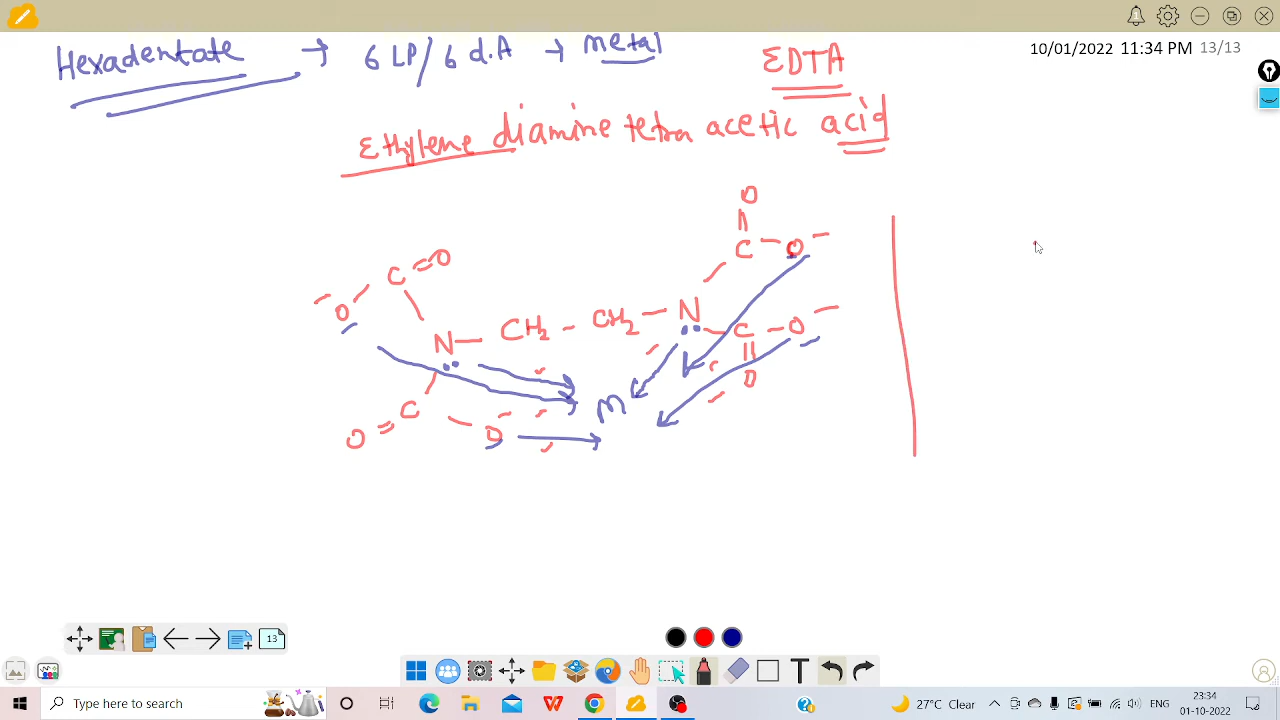 Hexadentate → 6 LP/6 d.A → metal
EDTA
10/01/2022 11:34 PM 13/13
Ethylene diamine tetra acetic acid
O
C - O -
C = O
- O
N - CH2 - CH2 - N - C - O -
O
M
O = C - O -
13
Type here to search
27°C Clear
ENG
23:34
01-10-2022